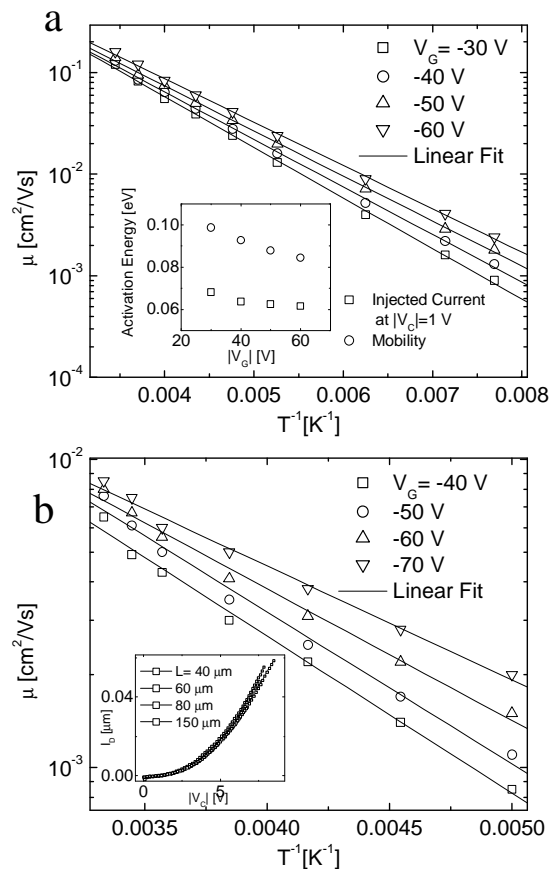 a
V_G = -30 V
-40 V
-50 V
-60 V
Linear Fit
10^-1
10^-2
10^-3
10^-4
μ [cm^2/Vs]
Activation Energy [eV]
0.10
0.08
0.06
20 40 60
|V_G| [V]
Injected Current
at |V_C|=1 V
Mobility
0.004 0.005 0.006 0.007 0.008
T^-1[K^-1]
b
V_G= -40 V
-50 V
-60 V
-70 V
Linear Fit
10^-2
10^-3
μ [cm^2/Vs]
L= 40 μm
60 μm
80 μm
150 μm
I_D [μm]
0.04
0.00
0 5
|V_C| [V]
0.0035 0.0040 0.0045 0.0050
T^-1[K^-1]